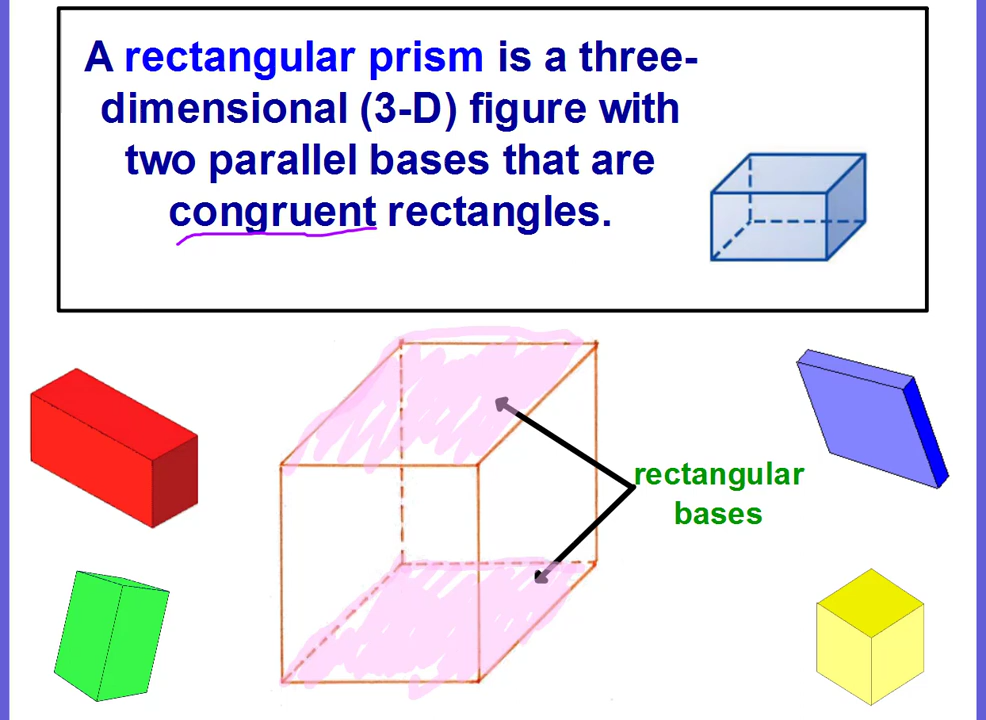 A rectangular prism is a three-
dimensional (3-D) figure with
two parallel bases that are
congruent rectangles.
rectangular
bases